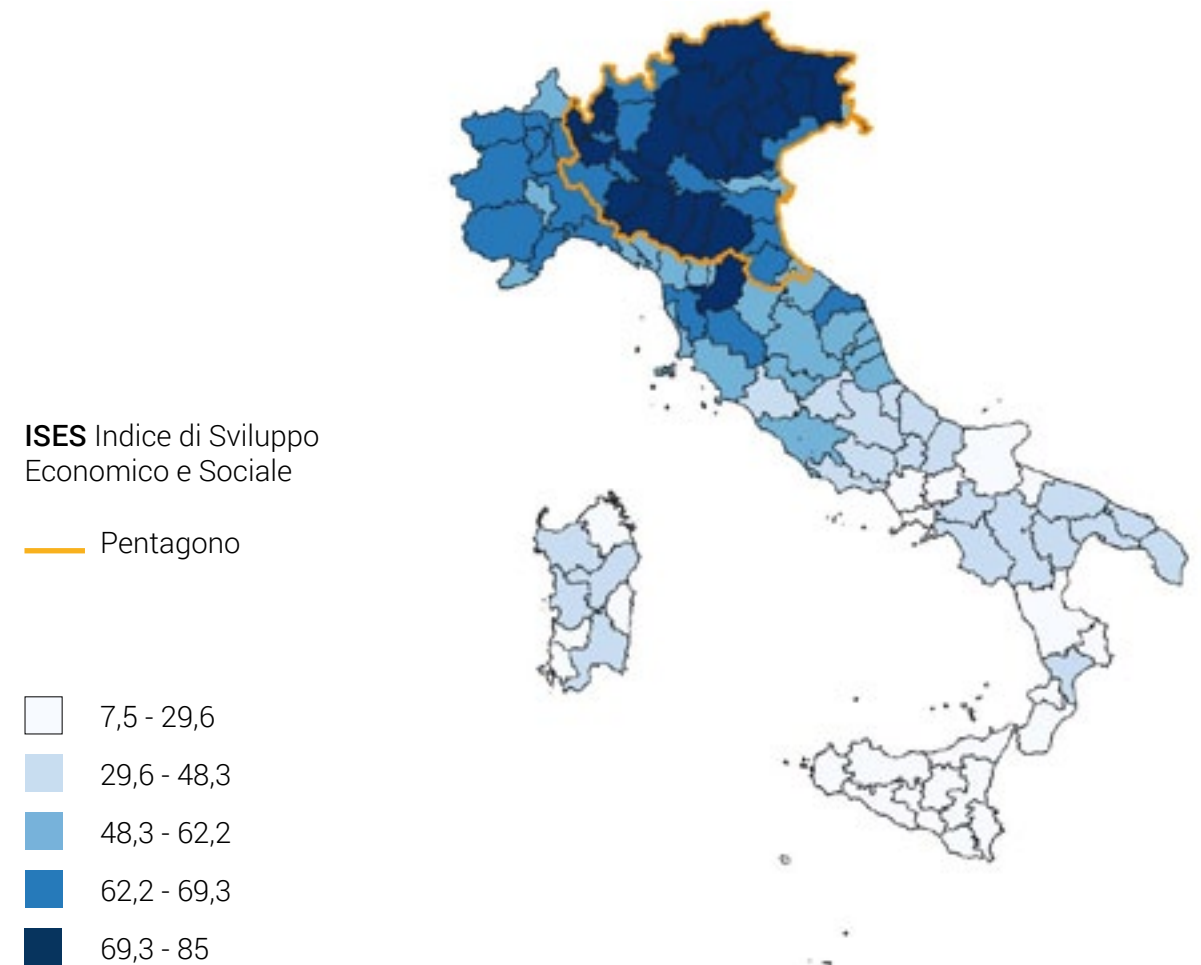 ISES Indice di Sviluppo
Economico e Sociale
Pentagono
7,5 - 29,6
29,6 - 48,3
48,3 - 62,2
62,2 - 69,3
69,3 - 85